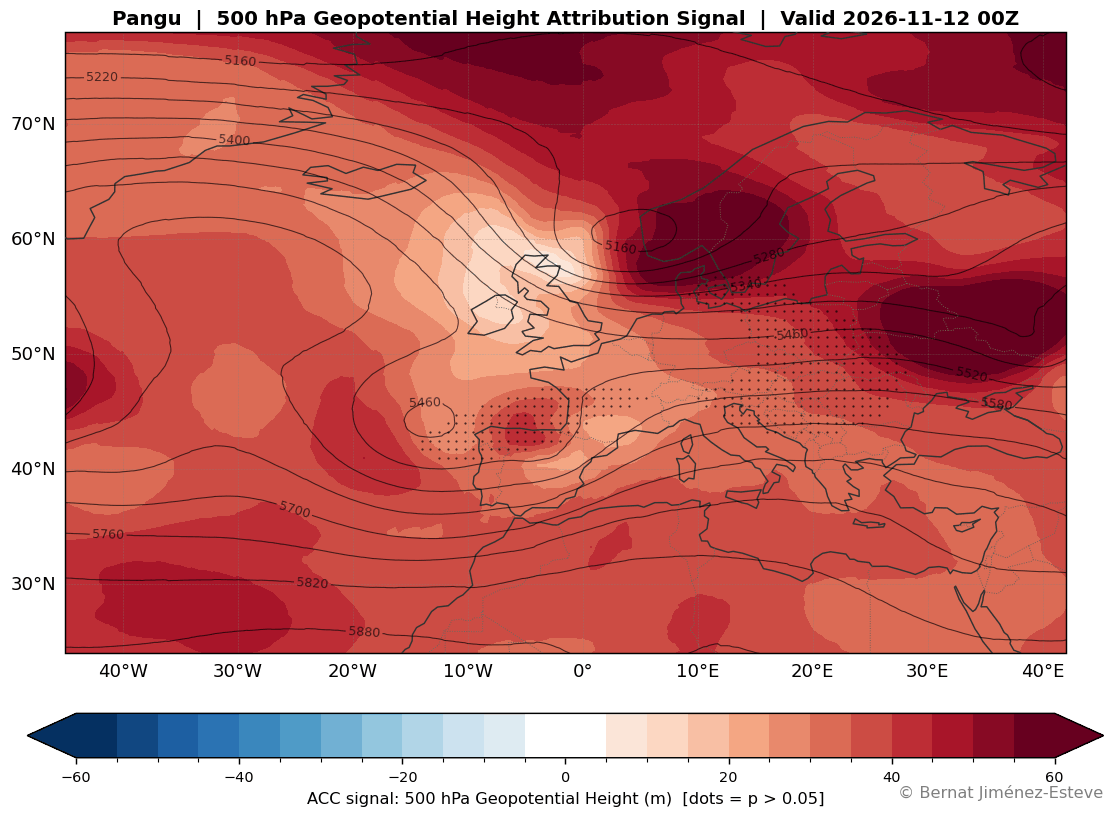 Pangu | 500 hPa Geopotential Height Attribution Signal | Valid 2026-11-12 00Z
5160
5220
70°N
5400
60°N
5160
5280
5340
50°N
5460
5520
5460
5580
40°N
5700
5760
30°N
5820
5880
40°W 30°W 20°W 10°W 0° 10°E 20°E 30°E 40°E
−60 −40 −20 0 20 40 60
ACC signal: 500 hPa Geopotential Height (m) [dots = p > 0.05]
© Bernat Jiménez-Esteve